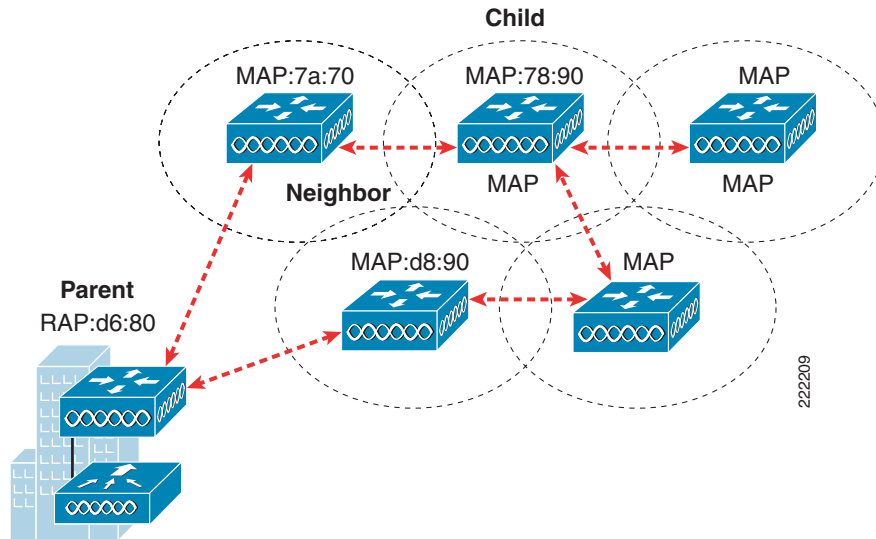 Child
MAP:7a:70
MAP:78:90
MAP
MAP
MAP
Neighbor
MAP:d8:90
MAP
Parent
RAP:d6:80
222209